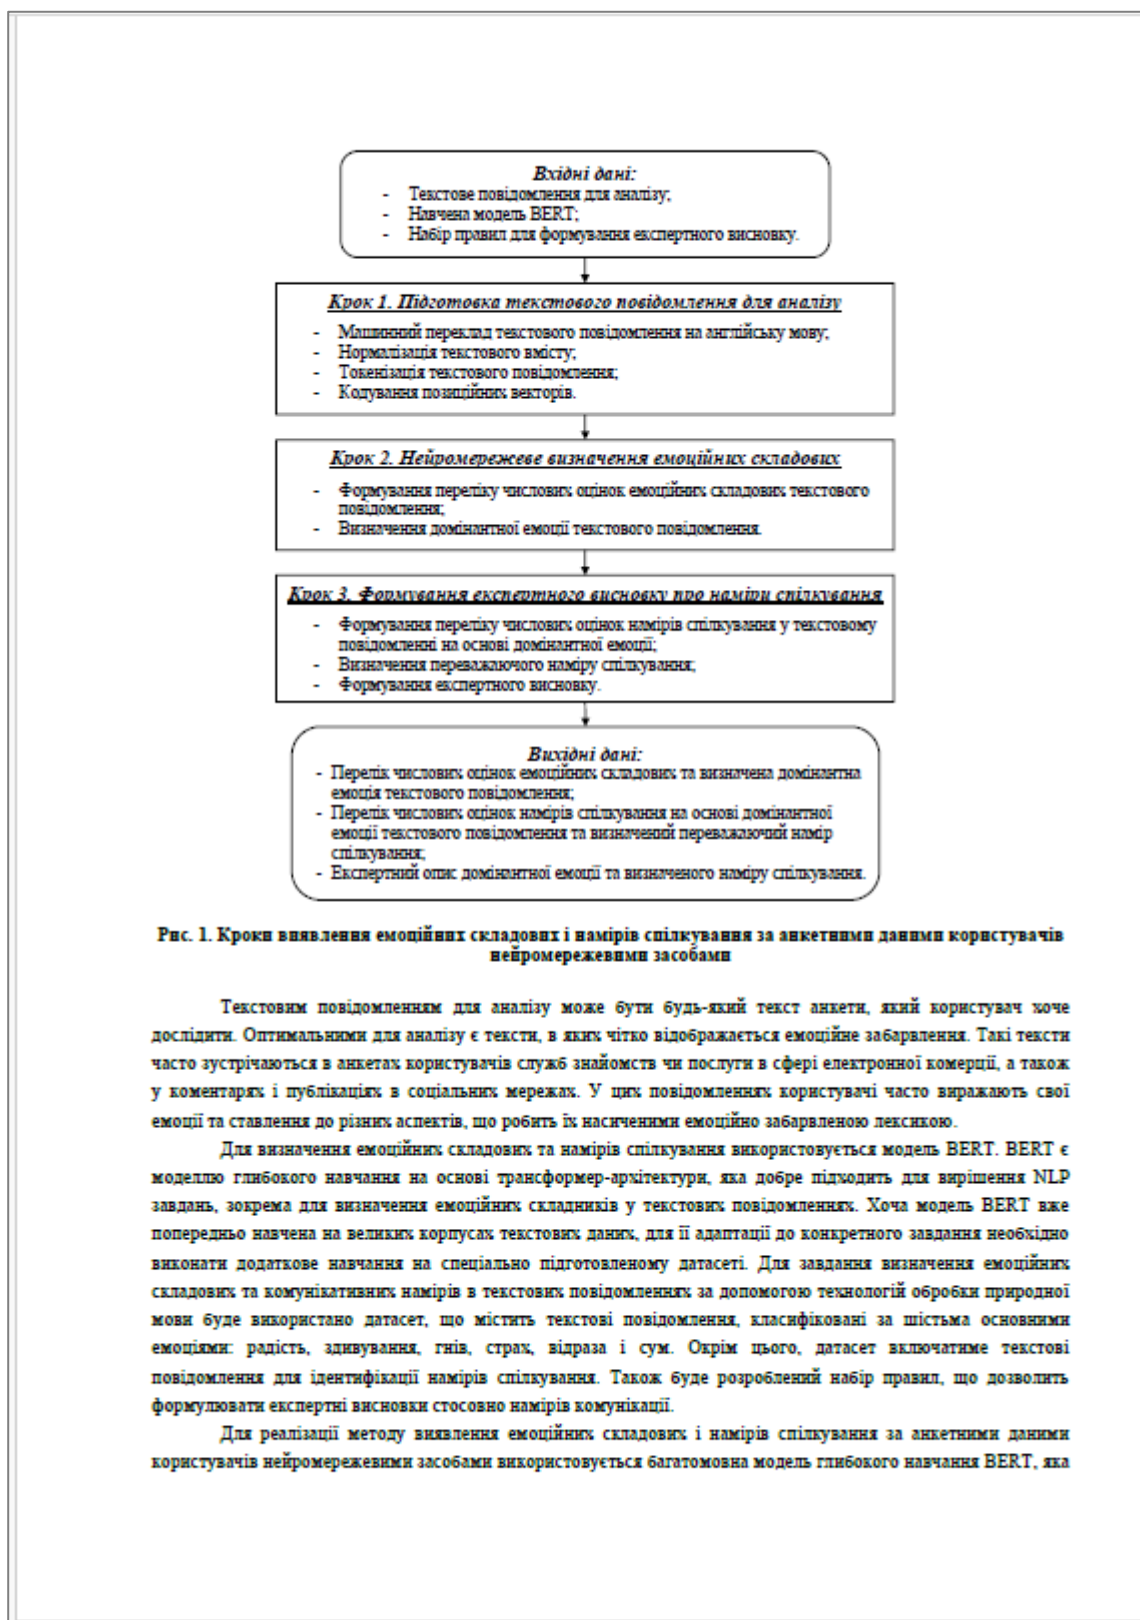 Вхідні дані:
- Текстове повідомлення для аналізу;
- Навчена модель BERT;
- Набір правил для формування експертного висновку.
Крок 1. Підготовка текстового повідомлення для аналізу
- Машинний переклад текстового повідомлення на англійську мову;
- Нормалізація текстового вмісту;
- Токенізація текстового повідомлення;
- Кодування позиційних векторів.
Крок 2. Нейромережеве визначення емоційних складових
- Формування переліку числових оцінок емоційних складових текстового
повідомлення;
- Визначення домінантної емоції текстового повідомлення.
Крок 3. Формування експертного висновку про наміри спілкування
- Формування переліку числових оцінок намірів спілкування у текстовому
повідомленні на основі домінантної емоції;
- Визначення переважаючого наміру спілкування;
- Формування експертного висновку.
Вихідні дані:
- Перелік числових оцінок емоційних складових та визначена домінантна
емоція текстового повідомлення;
- Перелік числових оцінок намірів спілкування на основі домінантної
емоції текстового повідомлення та визначений переважаючий намір
спілкування;
- Експертний опис домінантної емоції та визначеного наміру спілкування.
Рис. 1. Кроки виявлення емоційних складових і намірів спілкування за анкетними даними користувачів
нейромережевими засобами
Текстовим повідомленням для аналізу може бути будь-який текст анкети, який користувач хоче
дослідити. Оптимальними для аналізу є тексти, в яких чітко відображається емоційне забарвлення. Такі тексти
часто зустрічаються в анкетах користувачів служб знайомств чи послуги в сфері електронної комерції, а також
у коментарях і публікаціях в соціальних мережах. У цих повідомленнях користувачі часто виражають свої
емоції та ставлення до різних аспектів, що робить їх насиченими емоційно забарвленою лексикою.
Для визначення емоційних складових та намірів спілкування використовується модель BERT. BERT є
моделлю глибокого навчання на основі трансформер-архітектури, яка добре підходить для вирішення NLP
завдань, зокрема для визначення емоційних складників у текстових повідомленнях. Хоча модель BERT вже
попередньо навчена на великих корпусах текстових даних, для її адаптації до конкретного завдання необхідно
виконати додаткове навчання на спеціально підготовленому датасеті. Для завдання визначення емоційних
складових та комунікативних намірів в текстових повідомленнях за допомогою технологій обробки природної
мови буде використано датасет, що містить текстові повідомлення, класифіковані за шістьма основними
емоціями: радість, здивування, гнів, страх, відраза і сум. Окрім цього, датасет включатиме текстові
повідомлення для ідентифікації намірів спілкування. Також буде розроблений набір правил, що дозволить
формулювати експертні висновки стосовно намірів комунікації.
Для реалізації методу виявлення емоційних складових і намірів спілкування за анкетними даними
користувачів нейромережевими засобами використовується багатомовна модель глибокого навчання BERT, яка